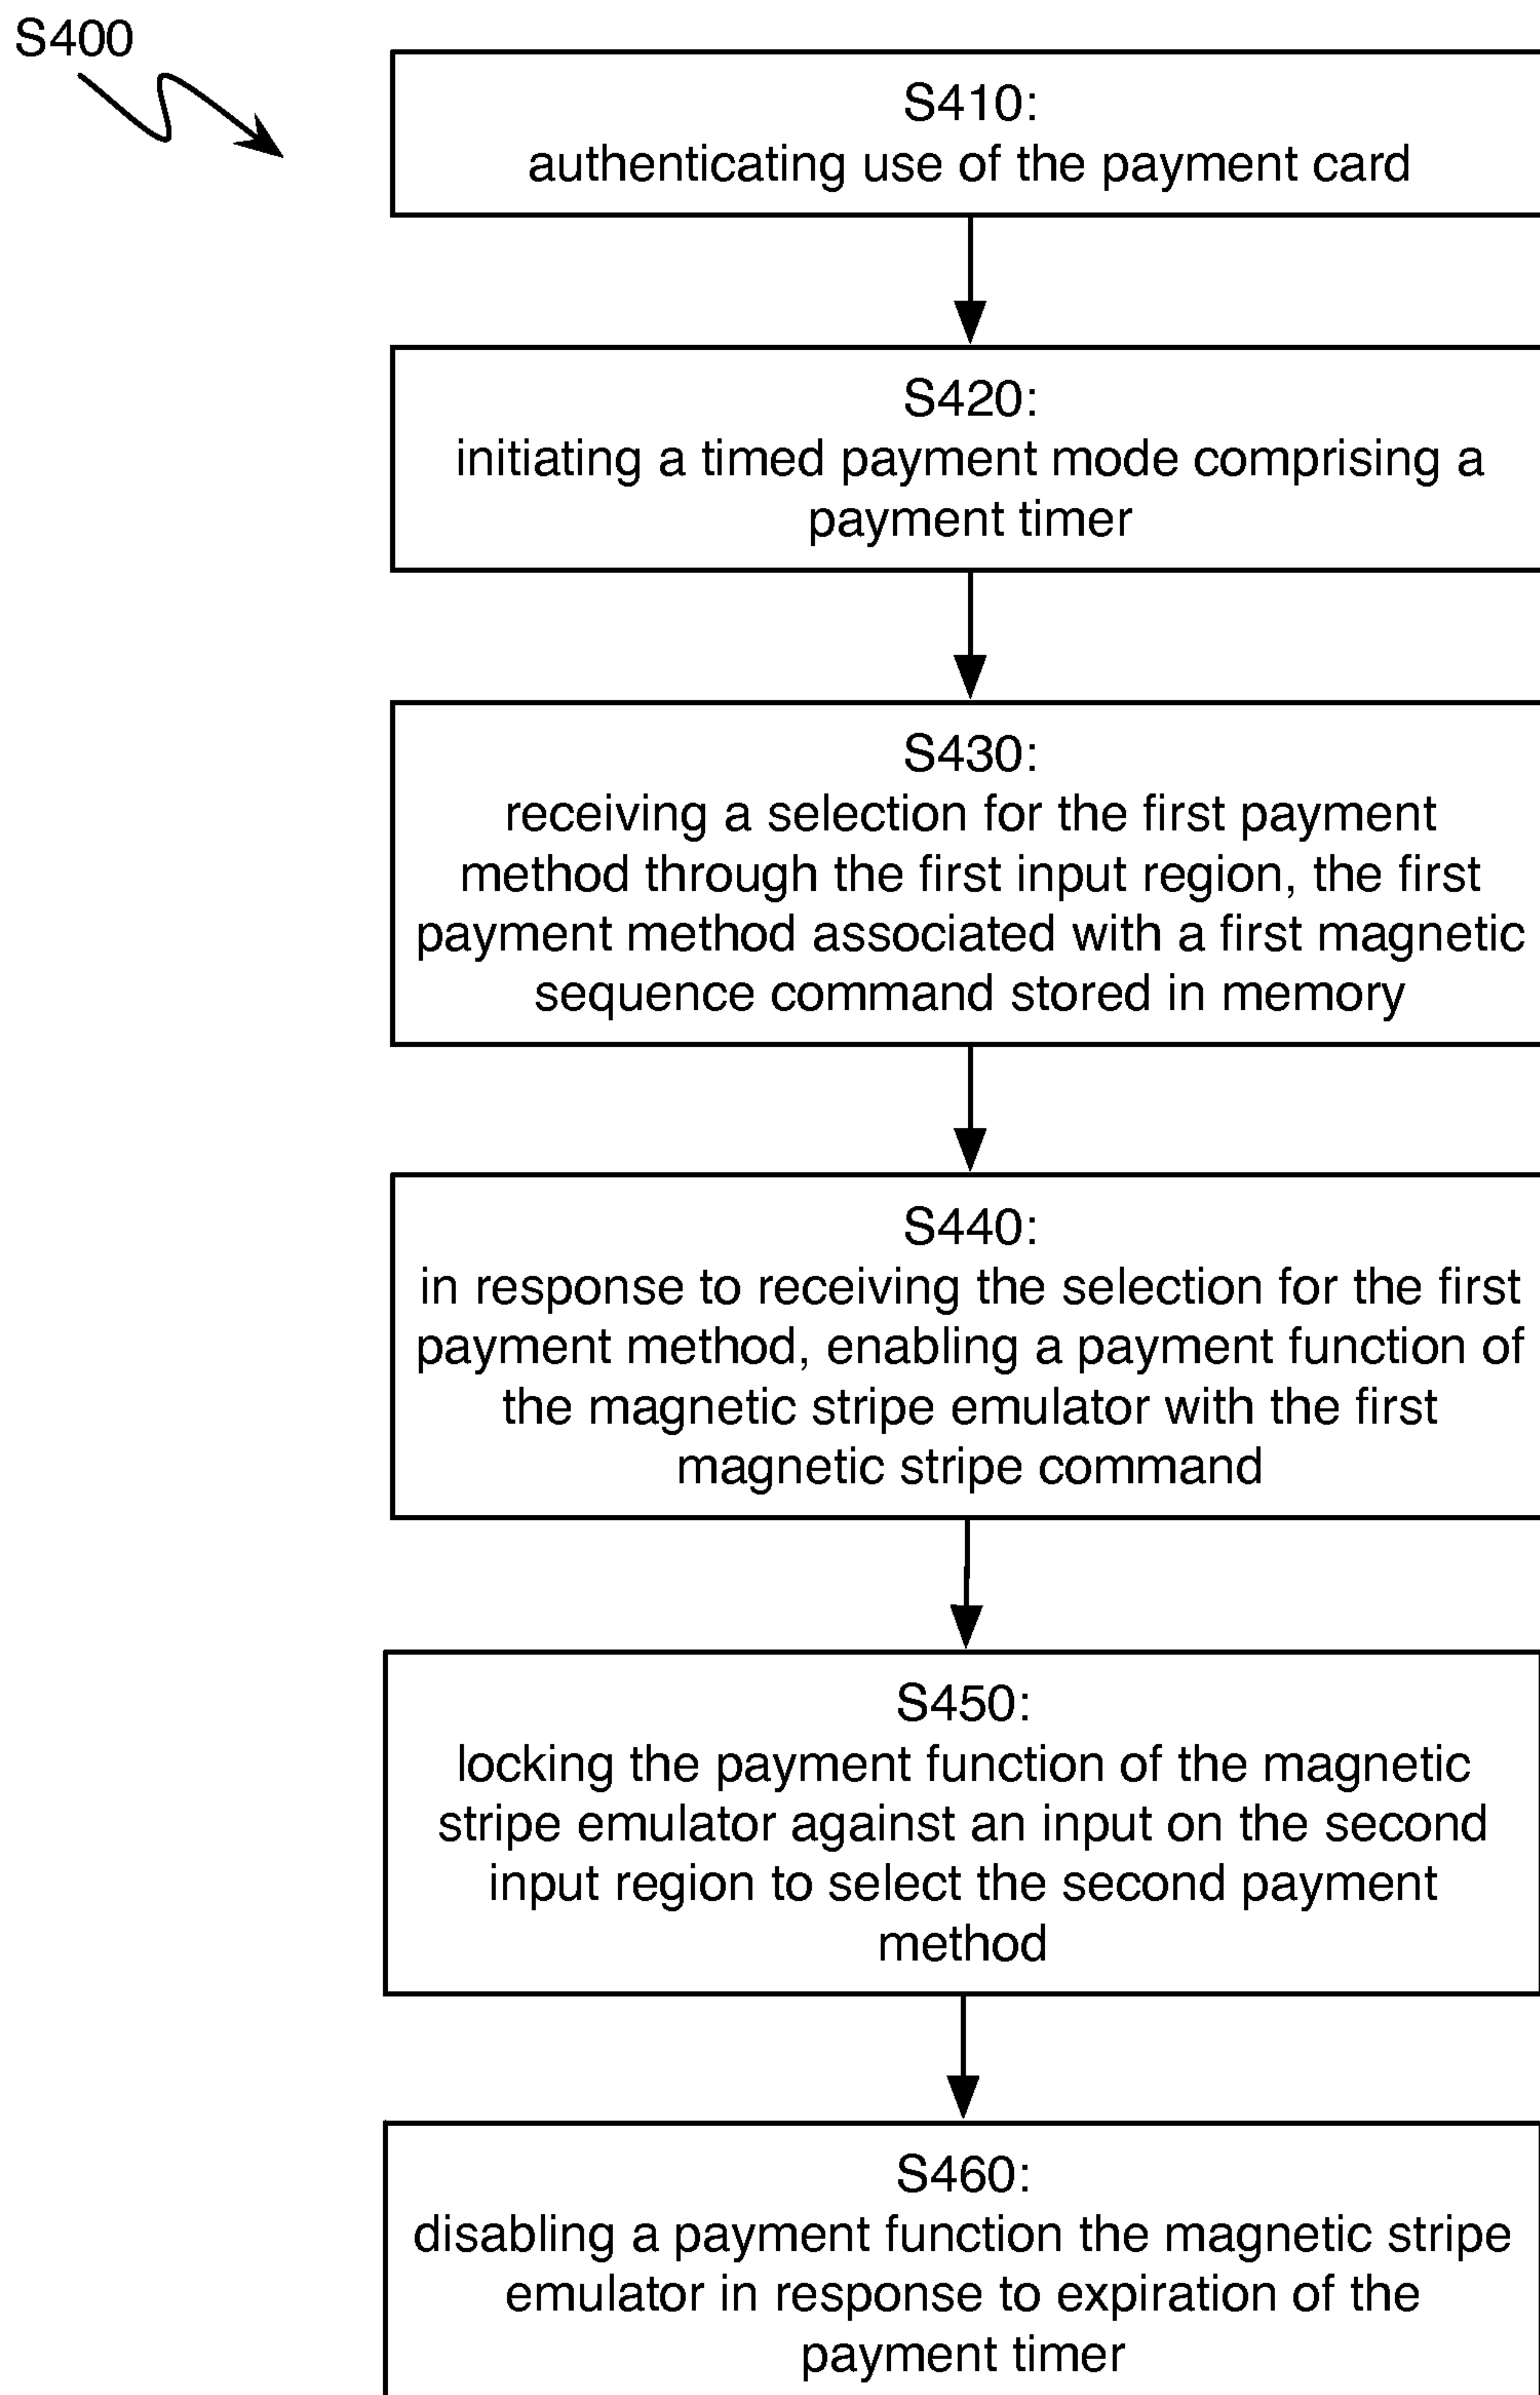 S400
S410:
authenticating use of the payment card
S420:
initiating a timed payment mode comprising a
payment timer
S430:
receiving a selection for the first payment
method through the first input region, the first
payment method associated with a first magnetic
sequence command stored in memory
S440:
in response to receiving the selection for the first
payment method, enabling a payment function of
the magnetic stripe emulator with the first
magnetic stripe command
S450:
locking the payment function of the magnetic
stripe emulator against an input on the second
input region to select the second payment
method
S460:
disabling a payment function the magnetic stripe
emulator in response to expiration of the
payment timer